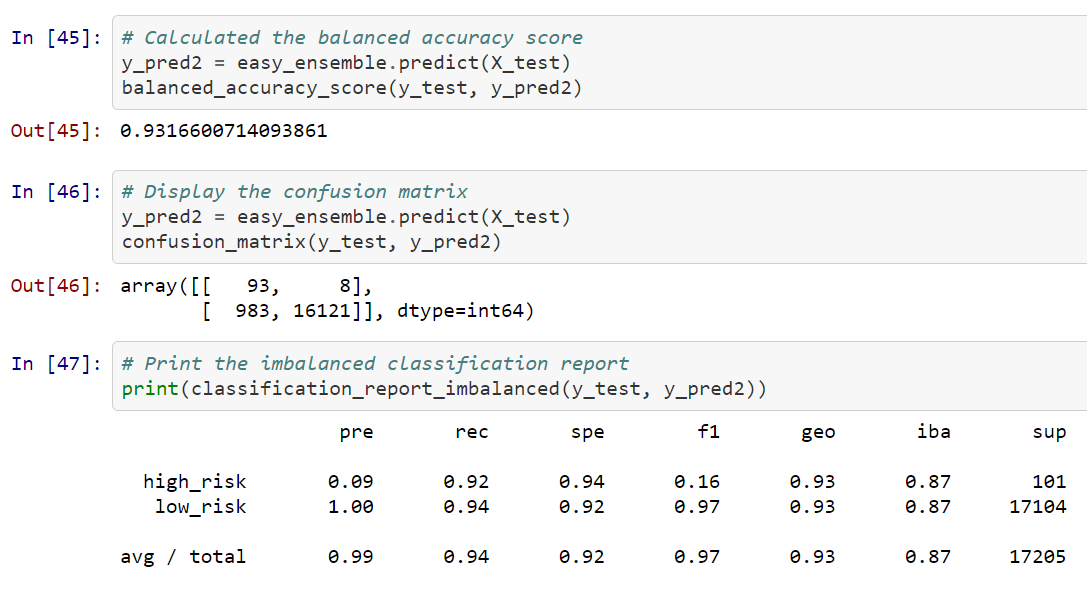 In [45]: # Calculated the balanced accuracy score
y_pred2 = easy_ensemble.predict(X_test)
balanced_accuracy_score(y_test, y_pred2)
Out[45]: 0.9316600714093861
In [46]: # Display the confusion matrix
y_pred2 = easy_ensemble.predict(X_test)
confusion_matrix(y_test, y_pred2)
Out[46]: array([[   93,     8],
[  983, 16121]], dtype=int64)
In [47]: # Print the imbalanced classification report
print(classification_report_imbalanced(y_test, y_pred2))
pre rec spe f1 geo iba sup
high_risk 0.09 0.92 0.94 0.16 0.93 0.87 101
low_risk 1.00 0.94 0.92 0.97 0.93 0.87 17104
avg / total 0.99 0.94 0.92 0.97 0.93 0.87 17205